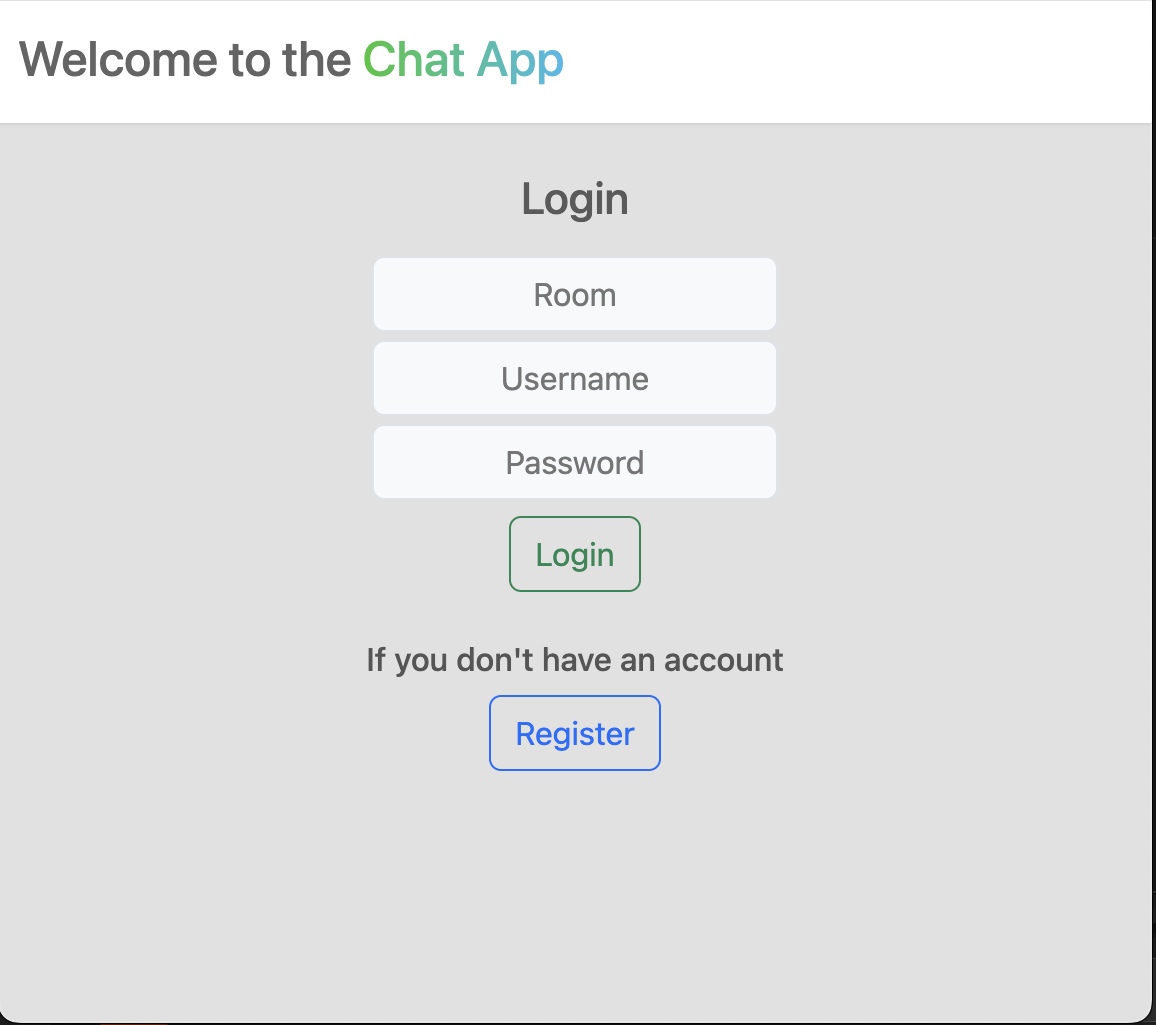 Welcome to the Chat App
Login
Room
Username
Password
Login
If you don't have an account
Register